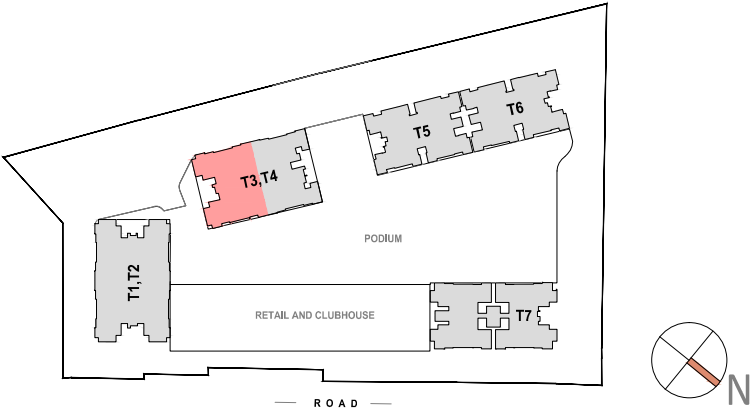 T6
T5
T3,T4
PODIUM
T1,T2
RETAIL AND CLUBHOUSE
T7
N
ROAD